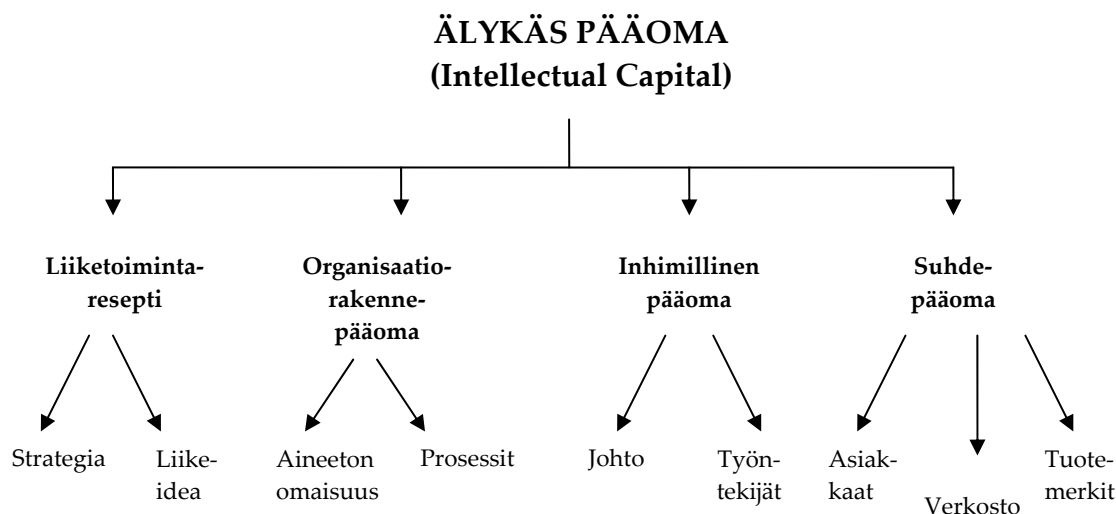 ÄLYKÄS PÄÄOMA
(Intellectual Capital)
Liiketoiminta-
resepti
Organisaatio-
rakenne-
pääoma
Inhimillinen
pääoma
Suhde-
pääoma
Strategia
Liike-
idea
Aineeton
omaisuus
Prosessit
Johto
Työn-
tekijät
Asiak-
kaat
Verkosto
Tuote-
merkit